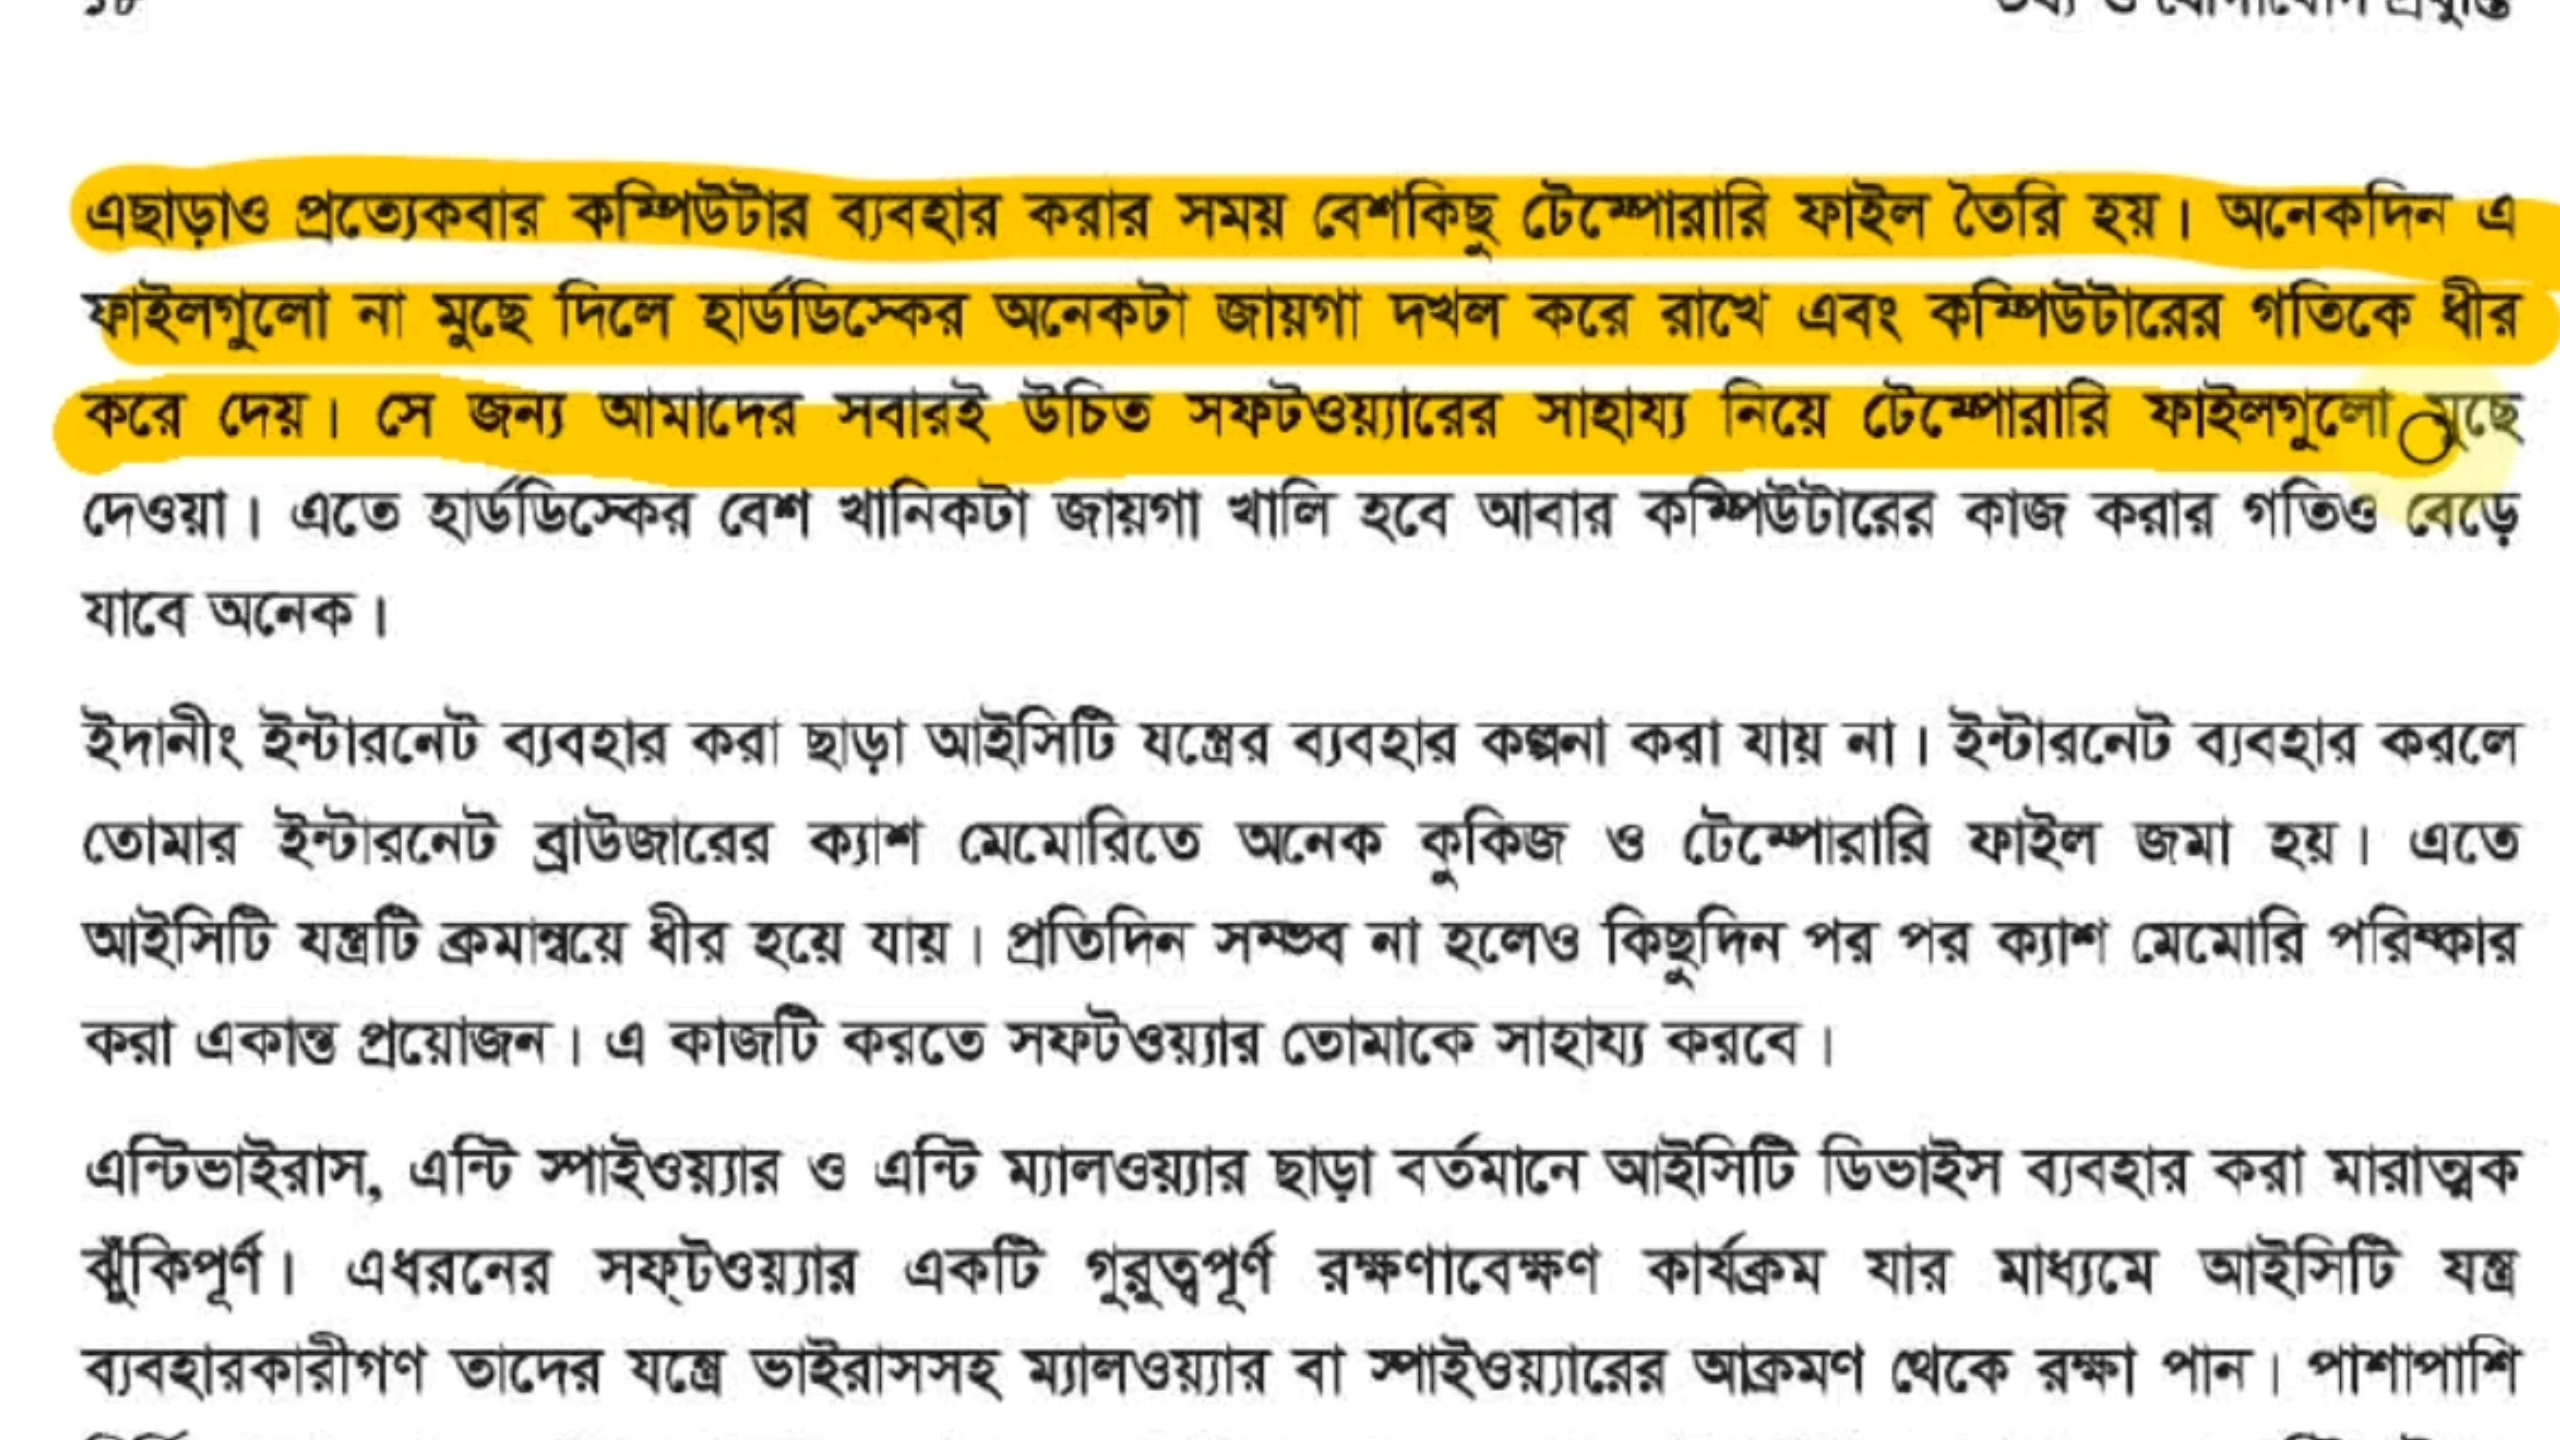 ১৮ তথ্য ও যোগাযোগ প্রযুক্তি
এছাড়াও প্রত্যেকবার কম্পিউটার ব্যবহার করার সময় বেশকিছু টেম্পোরারি ফাইল তৈরি হয়। অনেকদিন এ
ফাইলগুলো না মুছে দিলে হার্ডডিস্কের অনেকটা জায়গা দখল করে রাখে এবং কম্পিউটারের গতিকে ধীর
করে দেয়। সে জন্য আমাদের সবারই উচিত সফটওয়্যারের সাহায্য নিয়ে টেম্পোরারি ফাইলগুলো মুছে
দেওয়া। এতে হার্ডডিস্কের বেশ খানিকটা জায়গা খালি হবে আবার কম্পিউটারের কাজ করার গতিও বেড়ে
যাবে অনেক।
ইদানীং ইন্টারনেট ব্যবহার করা ছাড়া আইসিটি যন্ত্রের ব্যবহার কল্পনা করা যায় না। ইন্টারনেট ব্যবহার করলে
তোমার ইন্টারনেট ব্রাউজারের ক্যাশ মেমোরিতে অনেক কুকিজ ও টেম্পোরারি ফাইল জমা হয়। এতে
আইসিটি যন্ত্রটি ক্রমান্বয়ে ধীর হয়ে যায়। প্রতিদিন সম্ভব না হলেও কিছুদিন পর পর ক্যাশ মেমোরি পরিষ্কার
করা একান্ত প্রয়োজন। এ কাজটি করতে সফটওয়্যার তোমাকে সাহায্য করবে।
এন্টিভাইরাস, এন্টি স্পাইওয়্যার ও এন্টি ম্যালওয়্যার ছাড়া বর্তমানে আইসিটি ডিভাইস ব্যবহার করা মারাত্মক
ঝুঁকিপূর্ণ। এধরনের সফ্টওয়্যার একটি গুরুত্বপূর্ণ রক্ষণাবেক্ষণ কার্যক্রম যার মাধ্যমে আইসিটি যন্ত্র
ব্যবহারকারীগণ তাদের যন্ত্রে ভাইরাসসহ ম্যালওয়্যার বা স্পাইওয়্যারের আক্রমণ থেকে রক্ষা পান। পাশাপাশি